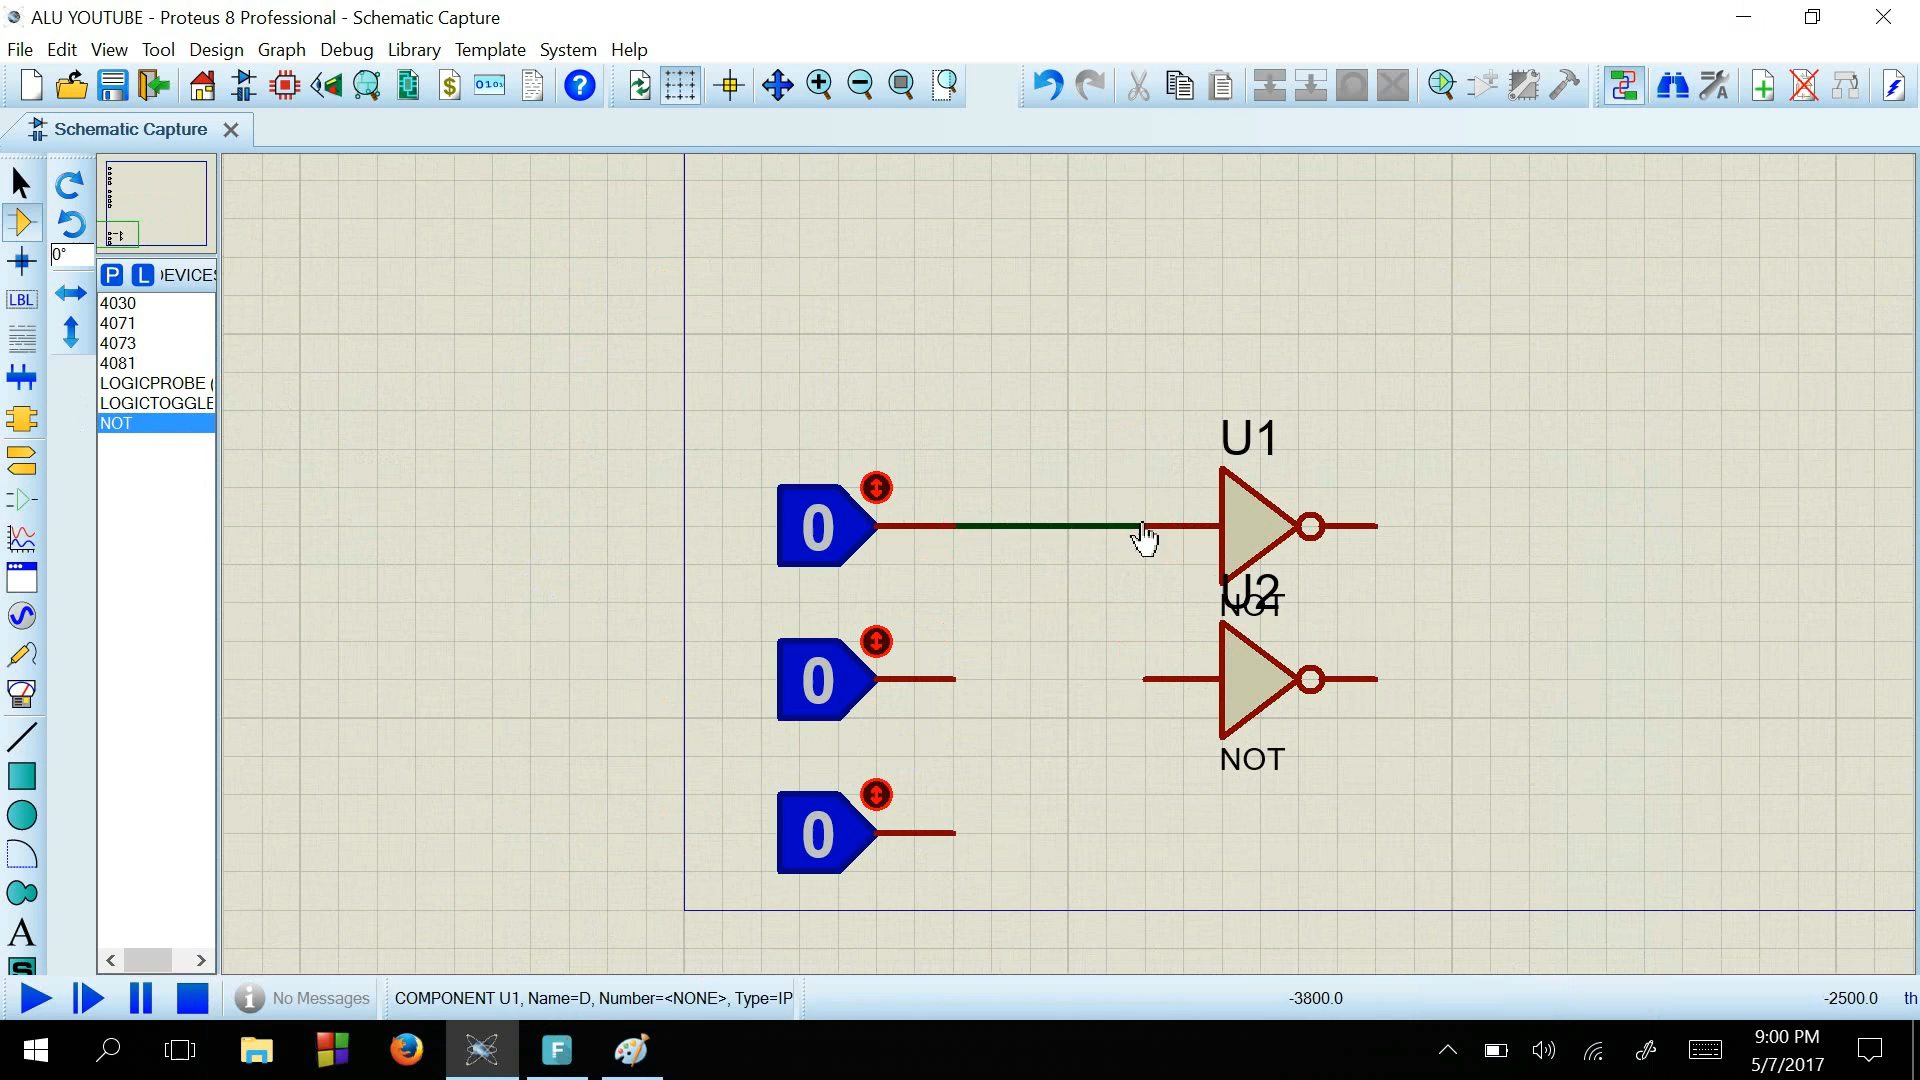 ALU YOUTUBE - Proteus 8 Professional - Schematic Capture
File Edit View Tool Design Graph Debug Library Template System Help
$ 0101 ?
Schematic Capture
0°
P L EVICES
LBL
4030
4071
4073
4081
LOGICPROBE (
LOGICTOGGLE
NOT
U1
0
U2
NOT
0
NOT
0
A
S
No Messages
COMPONENT U1, Name=D, Number=<NONE>, Type=IP
-3800.0
-2500.0
th
F
9:00 PM
5/7/2017